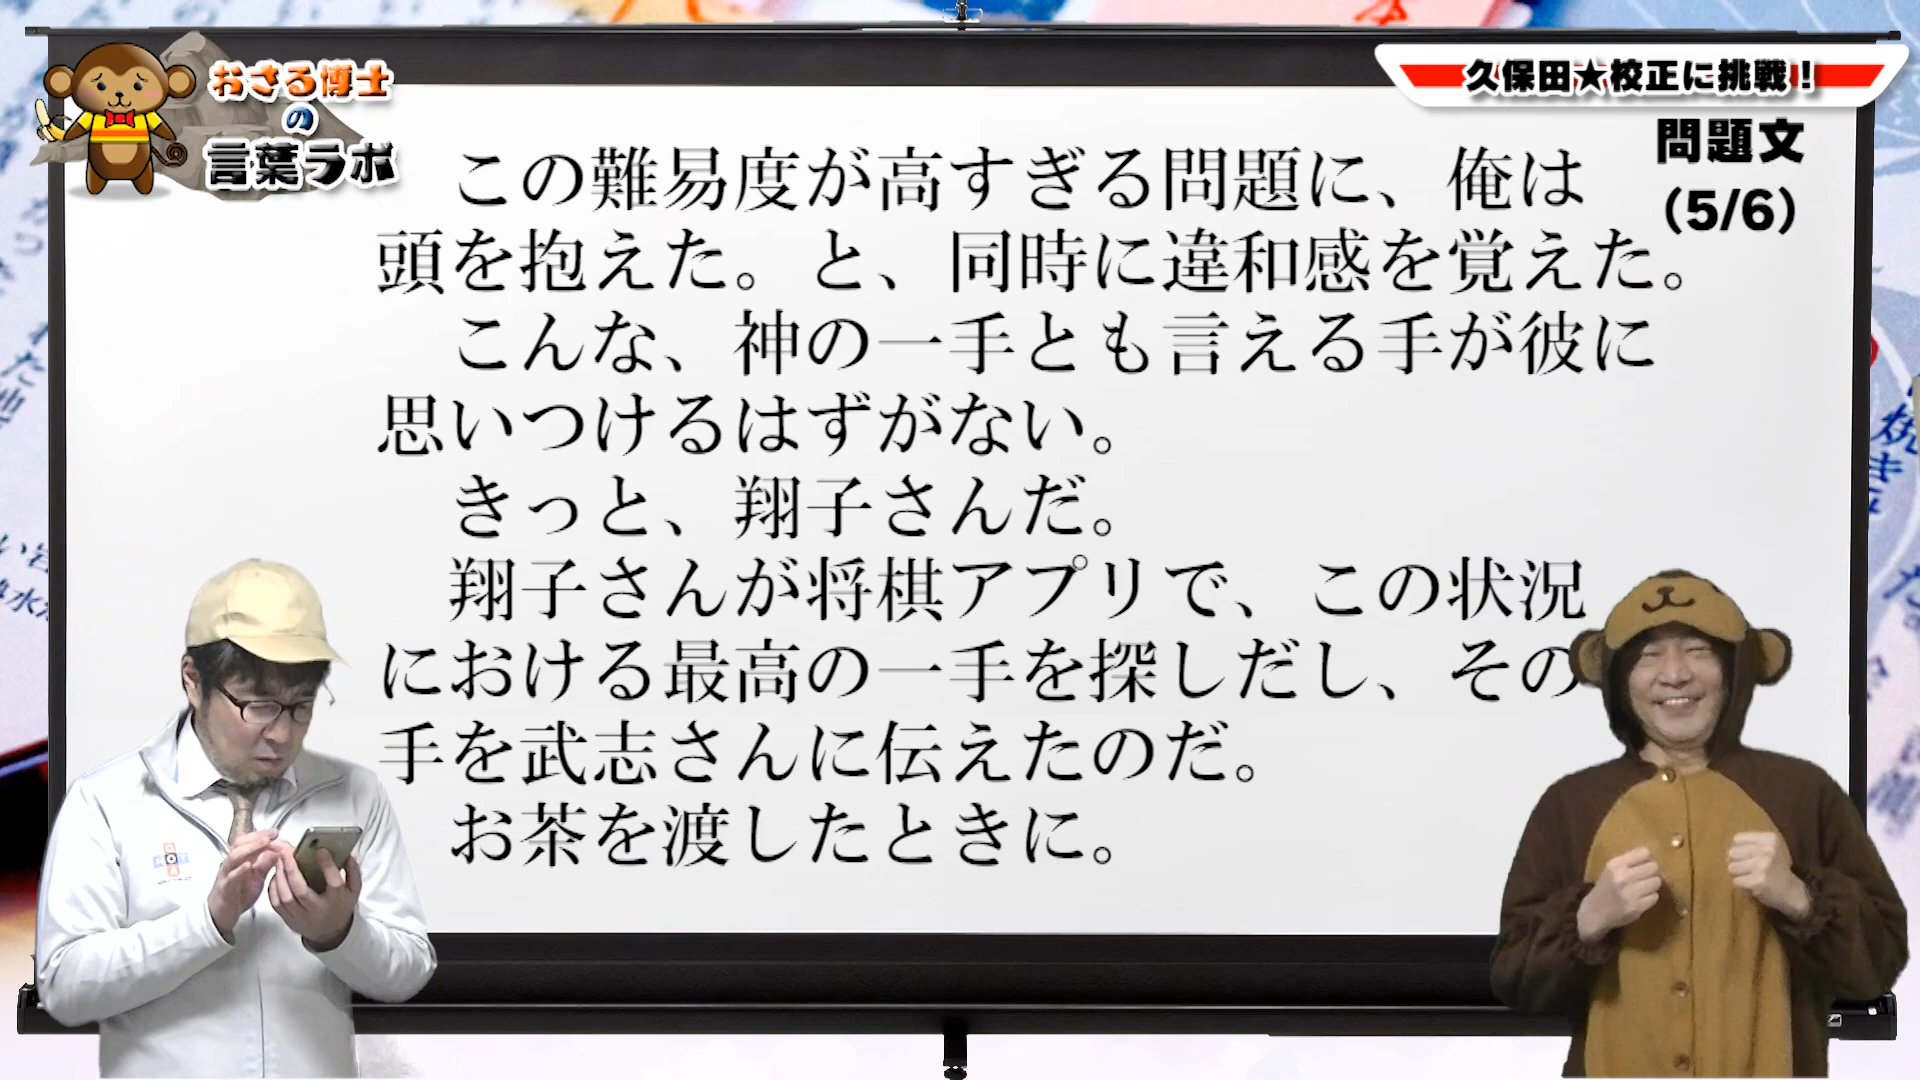 おさる博士
の
言葉ラボ
久保田★校正に挑戦！
問題文
（5/6）
この難易度が高すぎる問題に、俺は
頭を抱えた。と、同時に違和感を覚えた。
こんな、神の一手とも言える手が彼に
思いつけるはずがない。
きっと、翔子さんだ。
翔子さんが将棋アプリで、この状況
における最高の一手を探しだし、その
手を武志さんに伝えたのだ。
お茶を渡したときに。